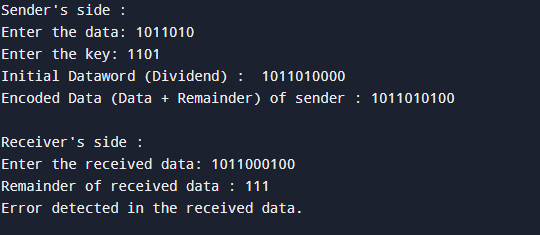 Sender's side :
Enter the data: 1011010
Enter the key: 1101
Initial Dataword (Dividend) :  1011010000
Encoded Data (Data + Remainder) of sender : 1011010100
Receiver's side :
Enter the received data: 1011000100
Remainder of received data : 111
Error detected in the received data.